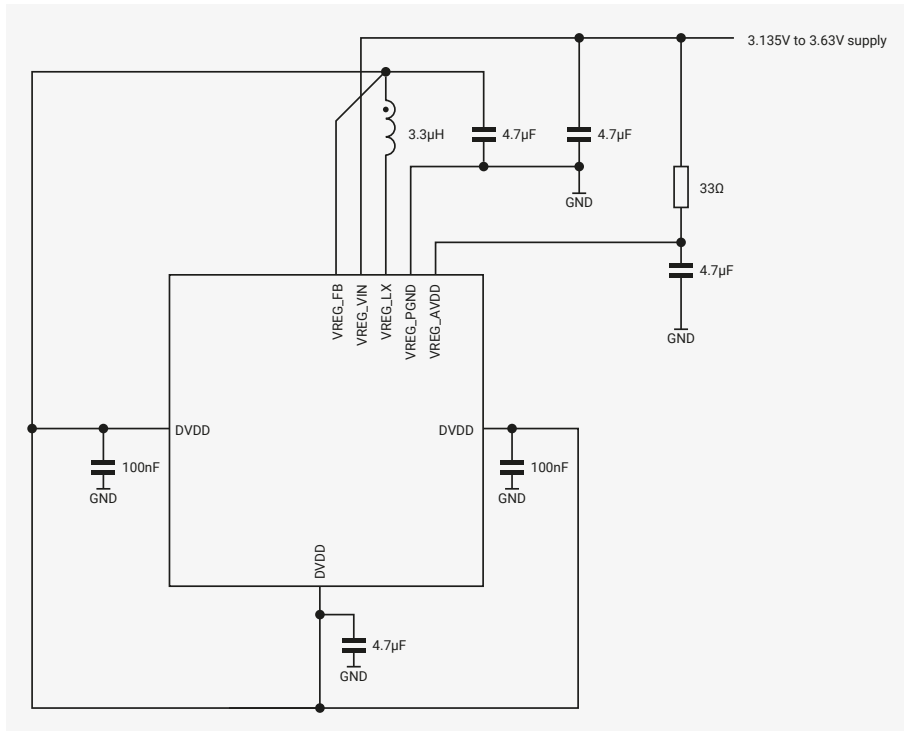 3.135V to 3.63V supply
3.3µH
4.7µF
4.7µF
33Ω
GND
4.7µF
GND
VREG_FB
VREG_VIN
VREG_LX
VREG_PGND
VREG_AVDD
DVDD
DVDD
100nF
100nF
GND
GND
DVDD
4.7µF
GND